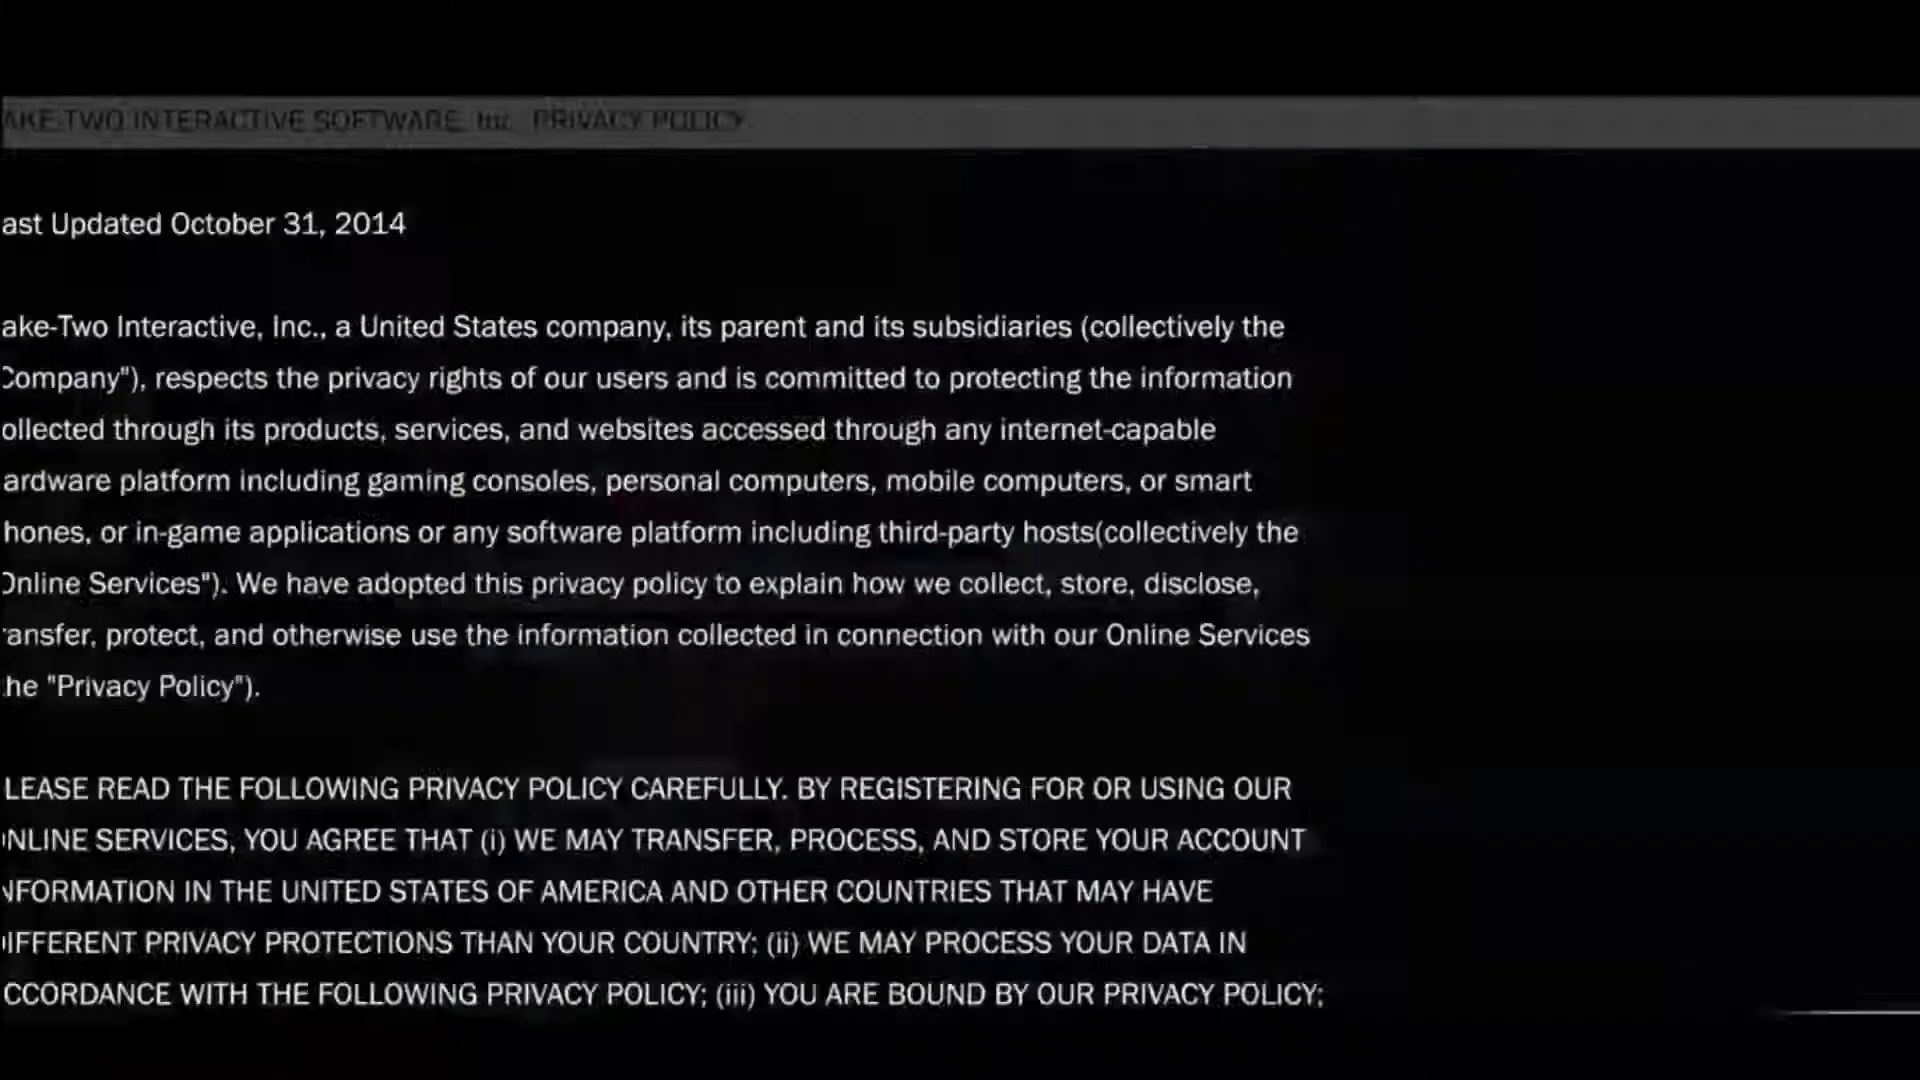 AKE-TWO INTERACTIVE SOFTWARE, Inc. PRIVACY POLICY
ast Updated October 31, 2014
ake-Two Interactive, Inc., a United States company, its parent and its subsidiaries (collectively the
Company"), respects the privacy rights of our users and is committed to protecting the information
ollected through its products, services, and websites accessed through any internet-capable
ardware platform including gaming consoles, personal computers, mobile computers, or smart
hones, or in-game applications or any software platform including third-party hosts(collectively the
Online Services"). We have adopted this privacy policy to explain how we collect, store, disclose,
ransfer, protect, and otherwise use the information collected in connection with our Online Services
he "Privacy Policy").
LEASE READ THE FOLLOWING PRIVACY POLICY CAREFULLY. BY REGISTERING FOR OR USING OUR
NLINE SERVICES, YOU AGREE THAT (i) WE MAY TRANSFER, PROCESS, AND STORE YOUR ACCOUNT
NFORMATION IN THE UNITED STATES OF AMERICA AND OTHER COUNTRIES THAT MAY HAVE
IFFERENT PRIVACY PROTECTIONS THAN YOUR COUNTRY; (ii) WE MAY PROCESS YOUR DATA IN
CCORDANCE WITH THE FOLLOWING PRIVACY POLICY; (iii) YOU ARE BOUND BY OUR PRIVACY POLICY;